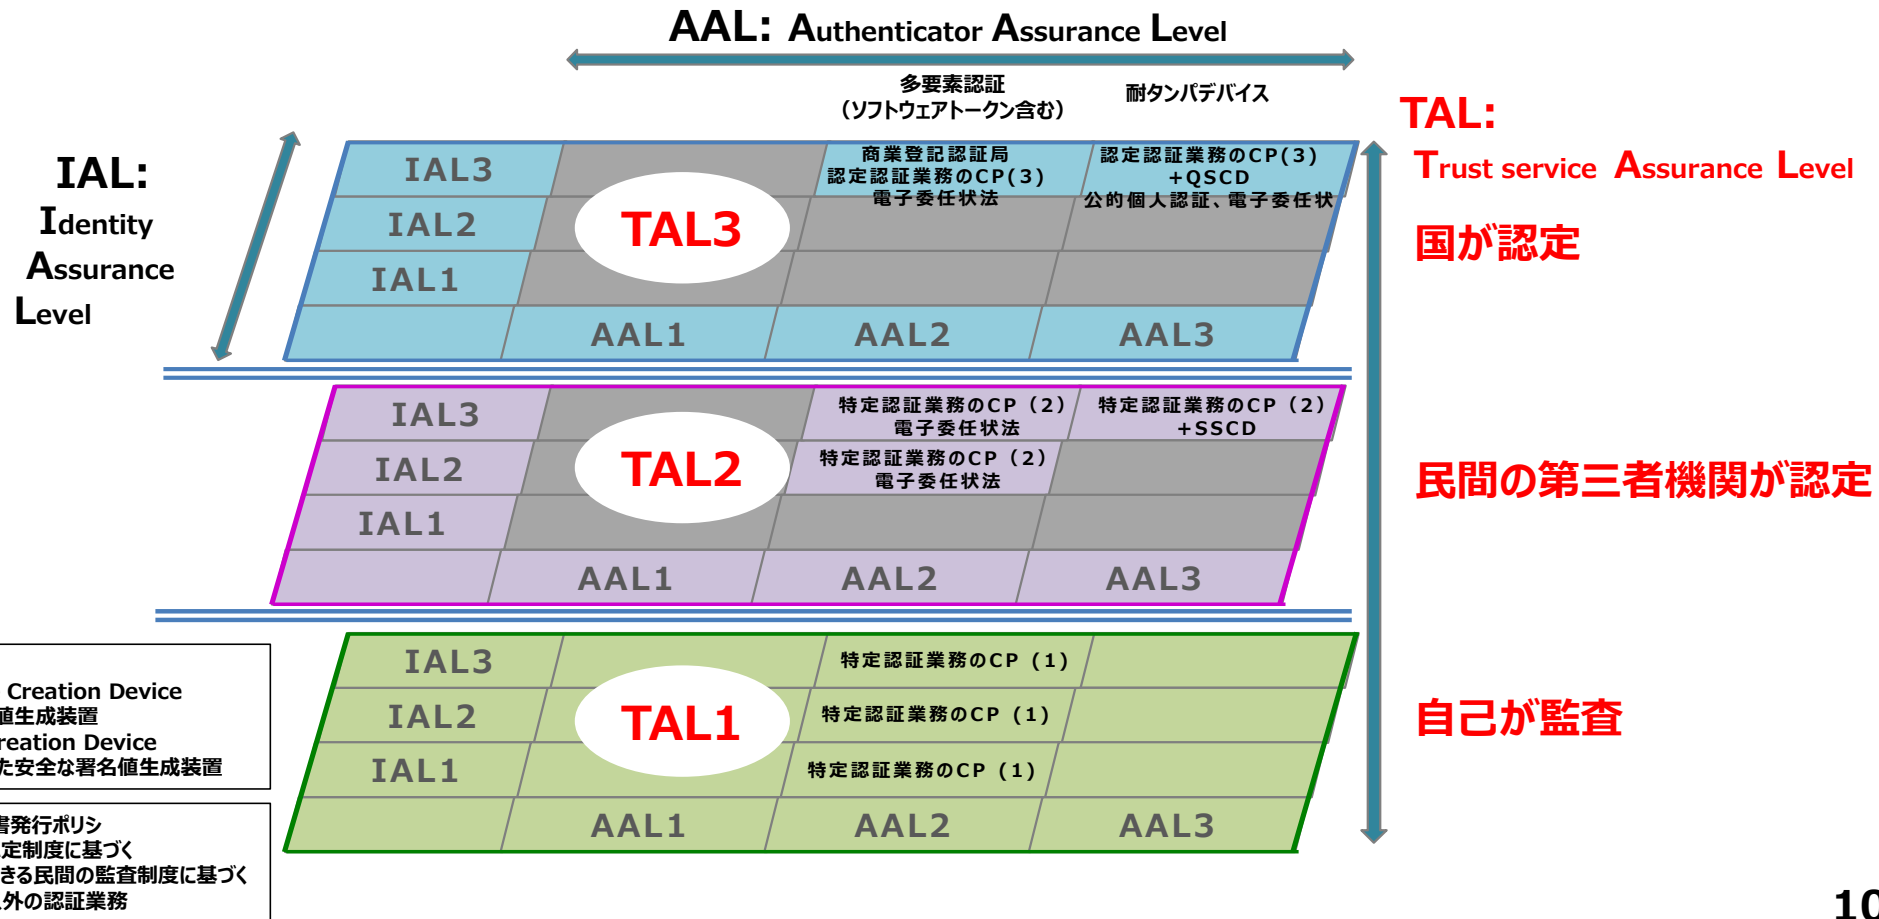 AAL: Authenticator Assurance Level
多要素認証
（ソフトウェアトークン含む）
耐タンパデバイス
IAL:
Identity
Assurance
Level
TAL:
Trust service Assurance Level
国が認定
民間の第三者機関が認定
自己が監査
IAL3
商業登記認証局
認定認証業務のCP(3)
電子委任状法
認定認証業務のCP(3)
+QSCD
公的個人認証、電子委任状
IAL2
TAL3
IAL1
AAL1
AAL2
AAL3
IAL3
特定認証業務のCP（2）
電子委任状法
特定認証業務のCP（2）
+SSCD
IAL2
TAL2
特定認証業務のCP（2）
電子委任状法
IAL1
AAL1
AAL2
AAL3
IAL3
特定認証業務のCP (1)
IAL2
TAL1
特定認証業務のCP (1)
IAL1
特定認証業務のCP (1)
AAL1
AAL2
AAL3
Creation Device
値生成装置
reation Device
た安全な署名値生成装置
書発行ポリシ
定制度に基づく
きる民間の監査制度に基づく
外の認証業務
10